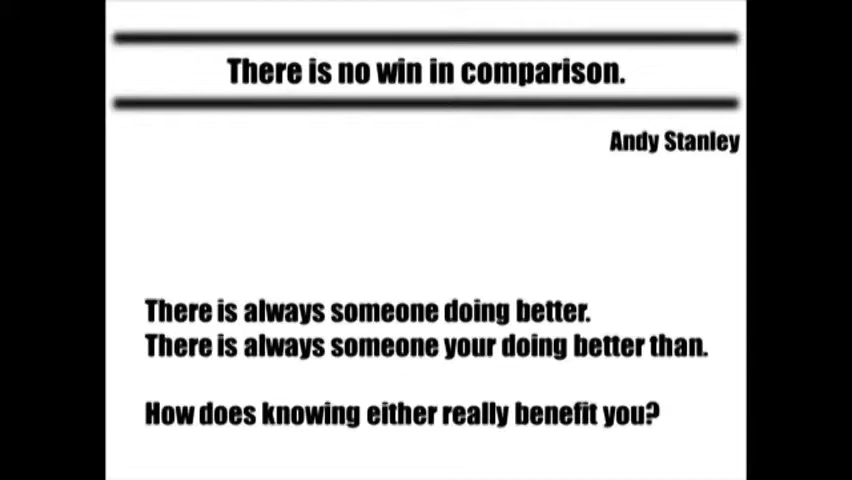 There is no win in comparison.
Andy Stanley
There is always someone doing better.
There is always someone your doing better than.
How does knowing either really benefit you?